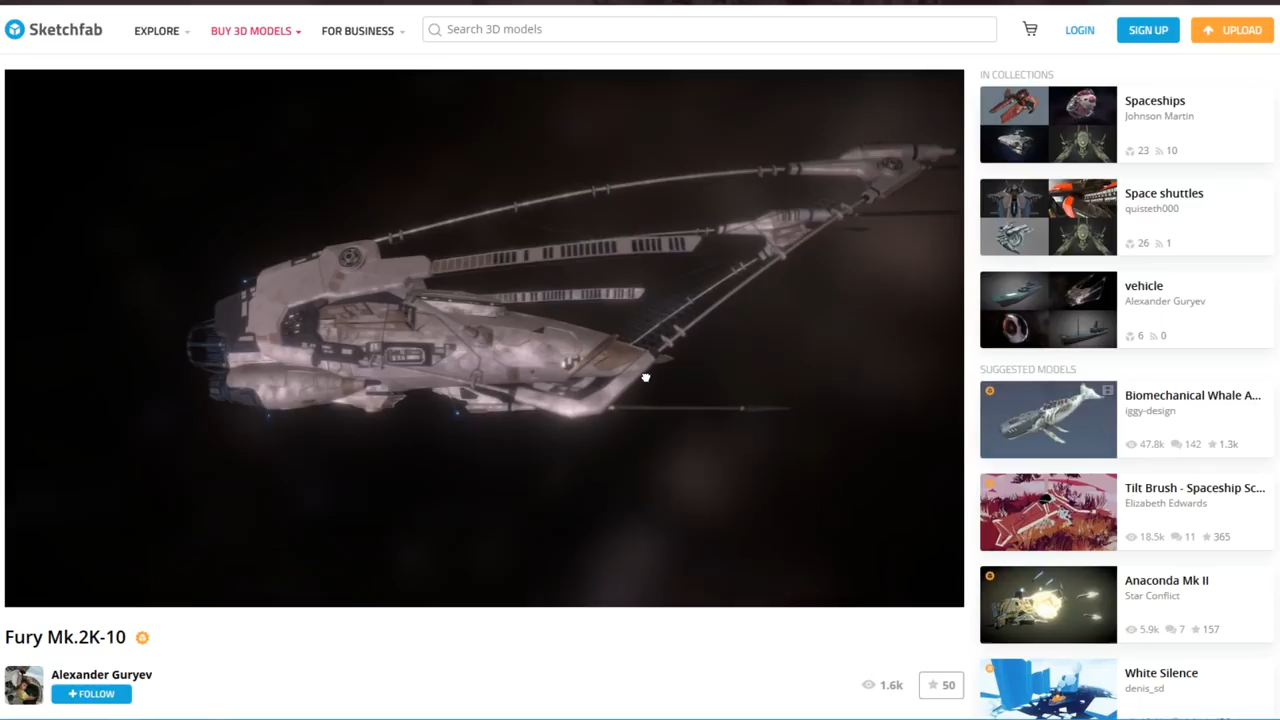 Sketchfab
EXPLORE
BUY 3D MODELS
FOR BUSINESS
Search 3D models
LOGIN
SIGN UP
UPLOAD
Fury Mk.2K-10
Alexander Guryev
+ FOLLOW
1.6k
50
IN COLLECTIONS
Spaceships
Johnson Martin
23 10
Space shuttles
quisteth000
26 1
vehicle
Alexander Guryev
6 0
SUGGESTED MODELS
Biomechanical Whale A...
iggy-design
47.8k 142 1.3k
Tilt Brush - Spaceship Sc...
Elizabeth Edwards
18.5k 11 365
Anaconda Mk II
Star Conflict
5.9k 7 157
White Silence
denis_sd